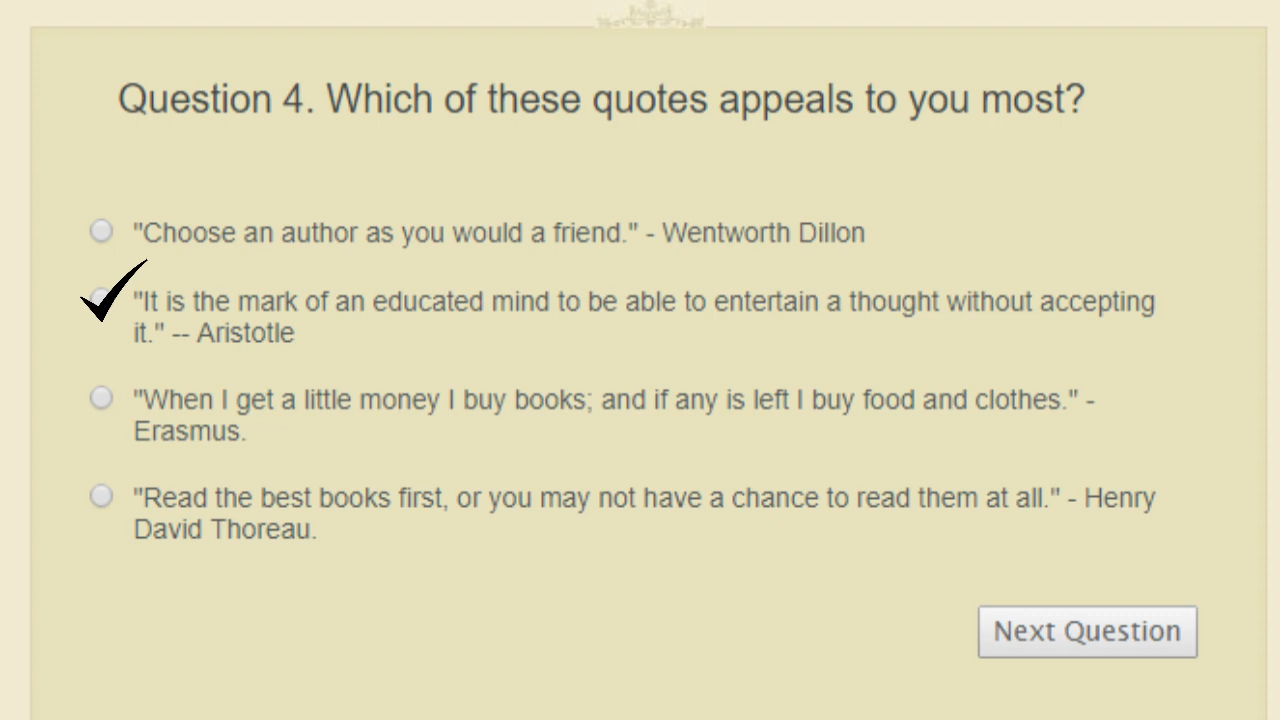 Question 4. Which of these quotes appeals to you most?
"Choose an author as you would a friend." - Wentworth Dillon
"It is the mark of an educated mind to be able to entertain a thought without accepting
it." -- Aristotle
"When I get a little money I buy books; and if any is left I buy food and clothes." -
Erasmus.
"Read the best books first, or you may not have a chance to read them at all." - Henry
David Thoreau.
Next Question